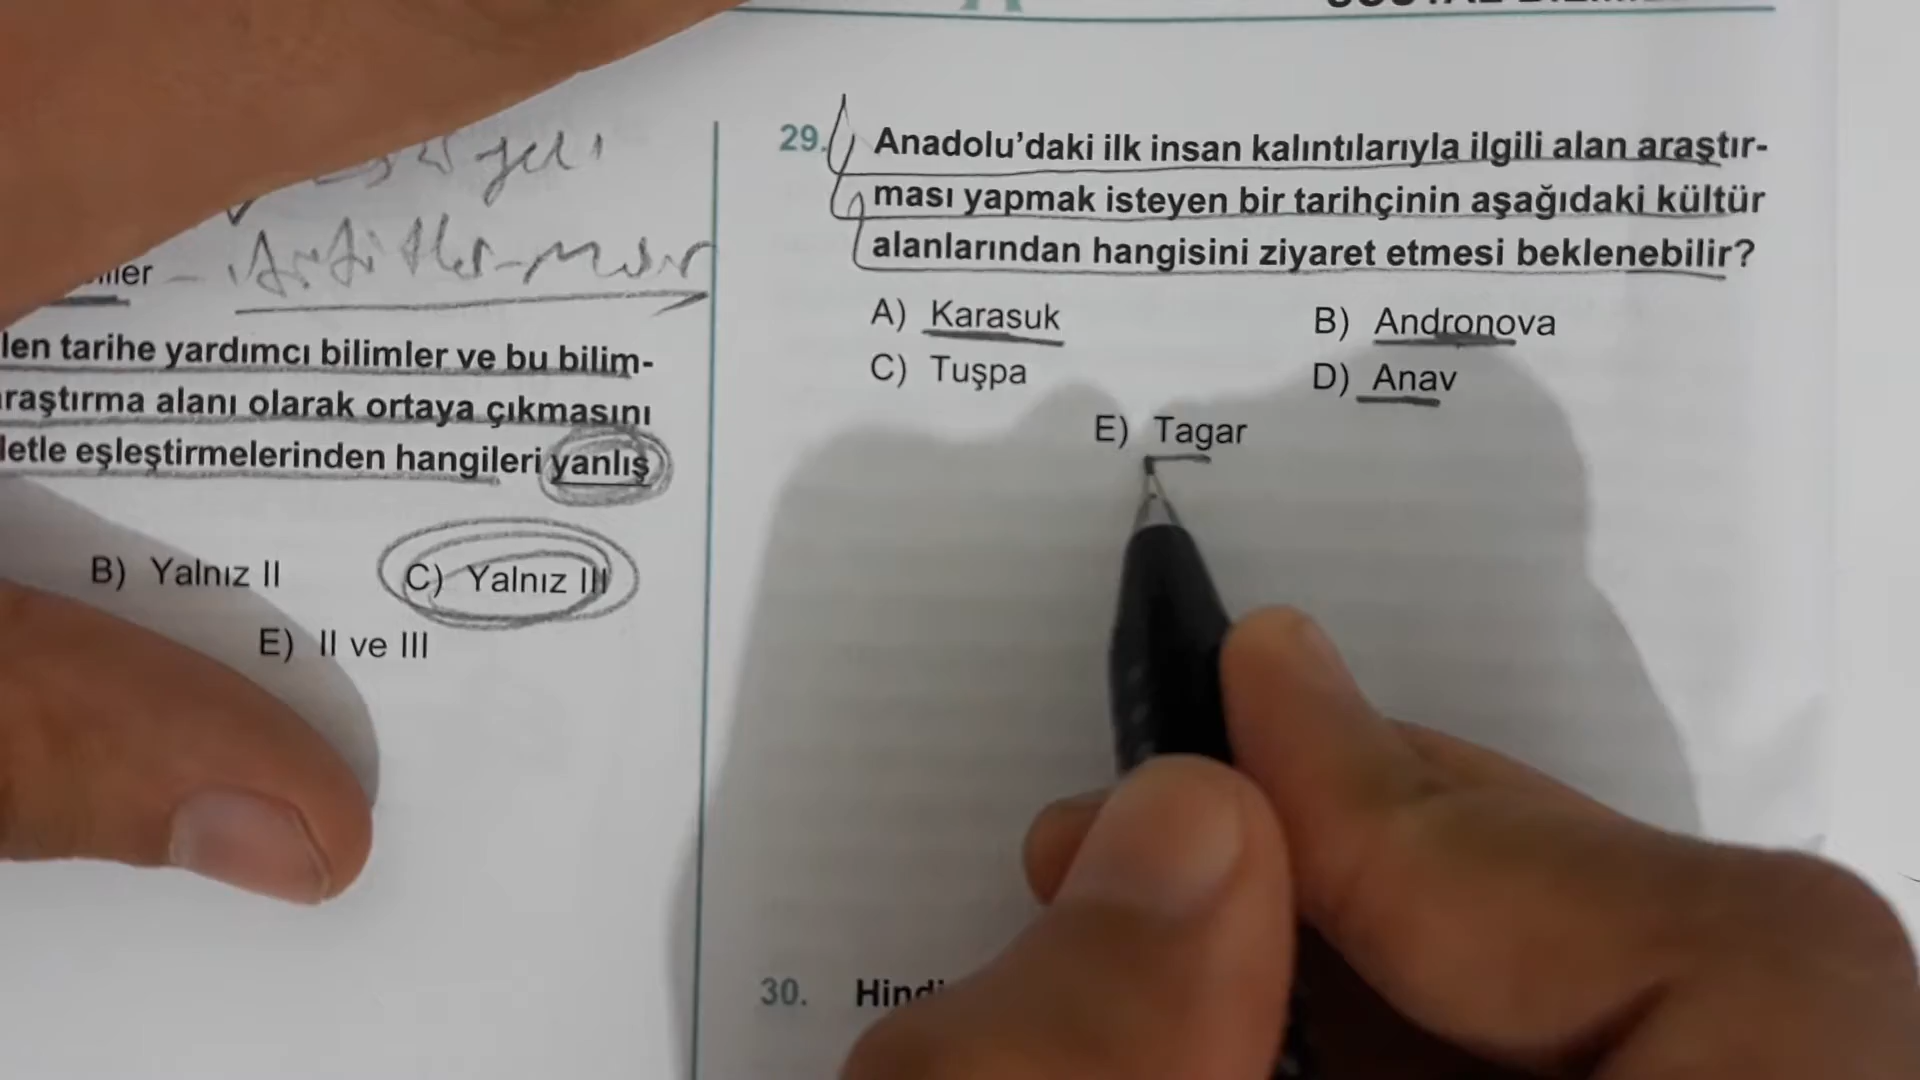 len tarihe yardımcı bilimler ve bu bilim-
raştırma alanı olarak ortaya çıkmasını
letle eşleştirmelerinden hangileri yanlış
B) Yalnız II
C) Yalnız III
E) II ve III
29. Anadolu’daki ilk insan kalıntılarıyla ilgili alan araştır-
ması yapmak isteyen bir tarihçinin aşağıdaki kültür
alanlarından hangisini ziyaret etmesi beklenebilir?
A) Karasuk
B) Andronova
C) Tuşpa
D) Anav
E) Tagar
30. Hindi